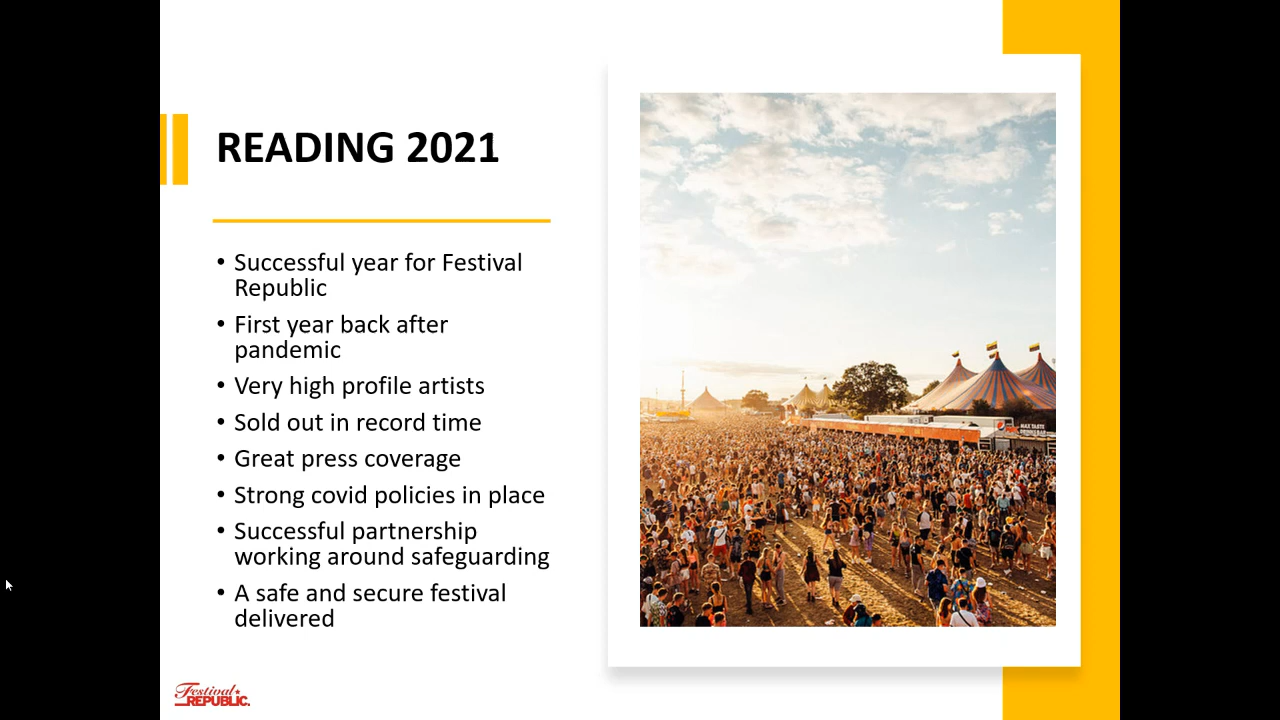 READING 2021
• Successful year for Festival
Republic
• First year back after
pandemic
• Very high profile artists
• Sold out in record time
• Great press coverage
• Strong covid policies in place
• Successful partnership
working around safeguarding
• A safe and secure festival
delivered
MAX TASTE
Festival
REPUBLIC.